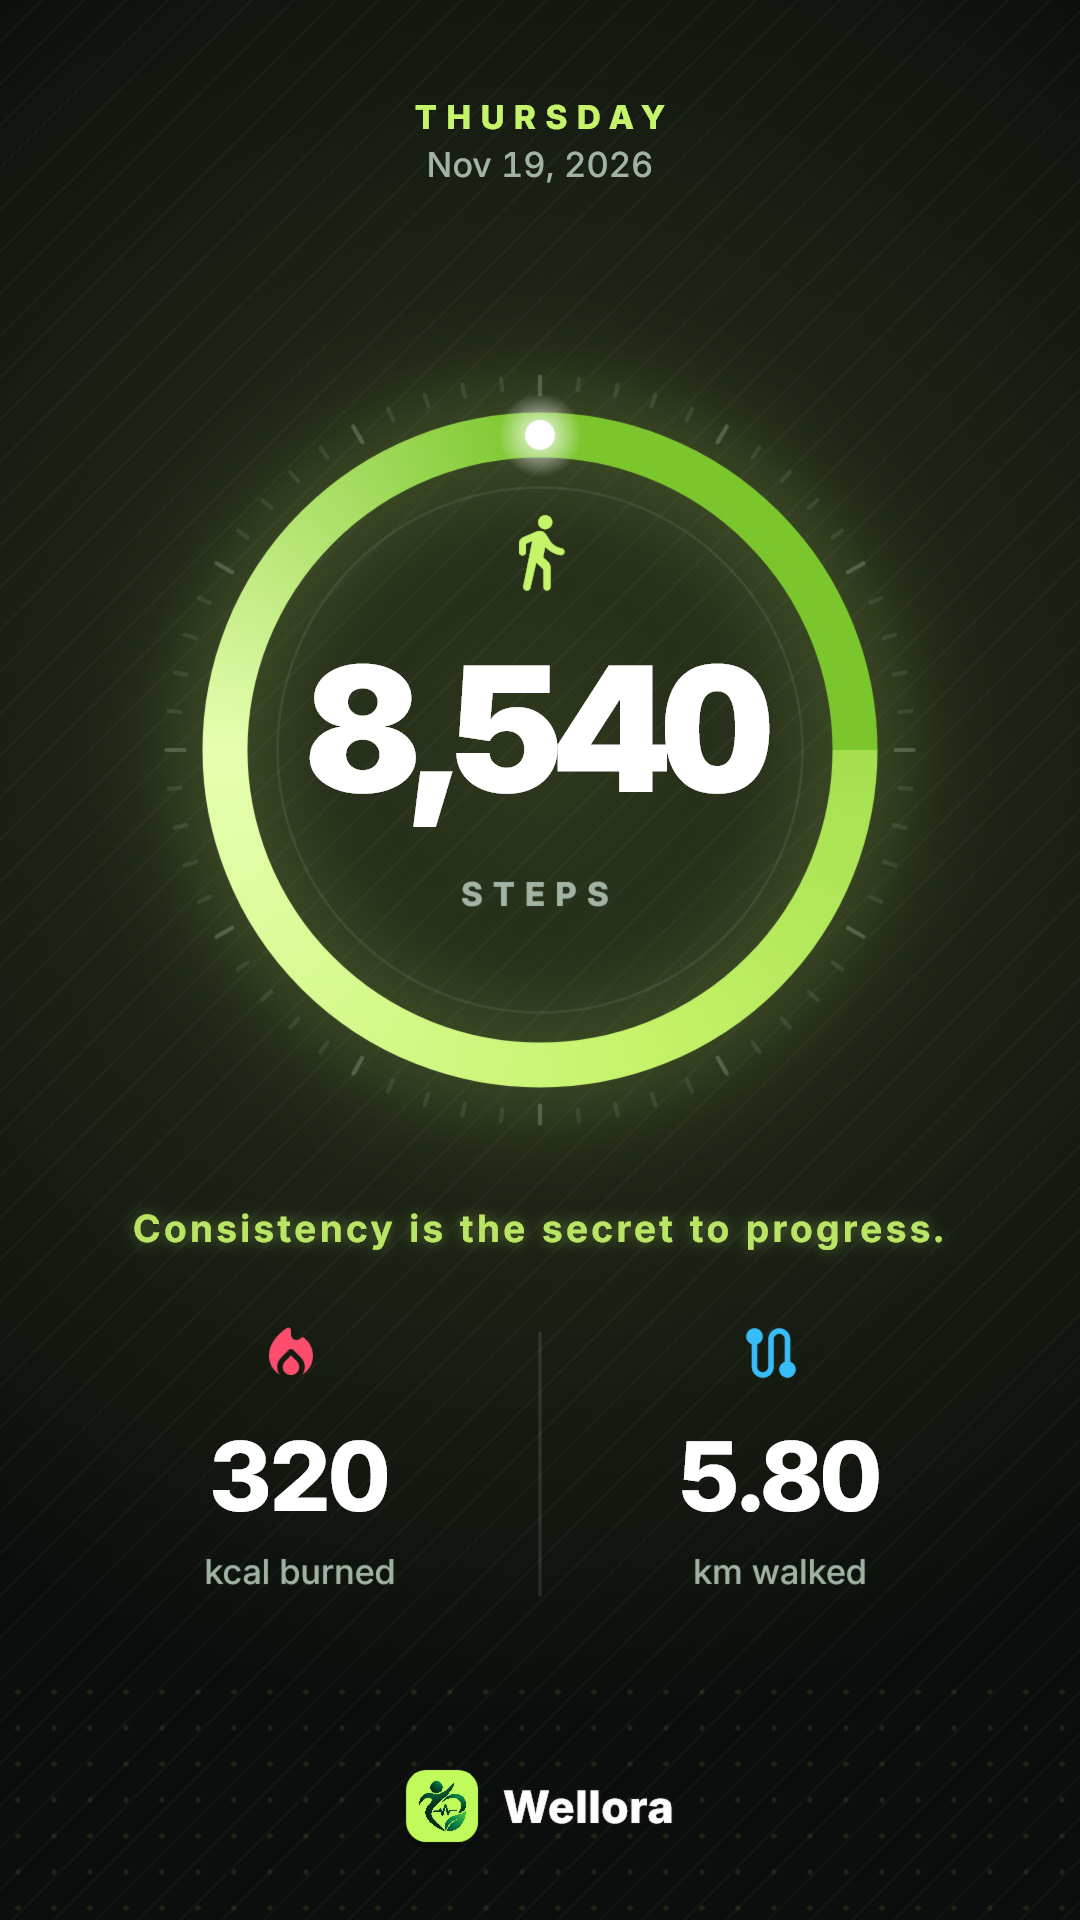 THURSDAY
Nov 19, 2026
8,540
STEPS
Consistency is the secret to progress.
320
kcal burned
5.80
km walked
Wellora